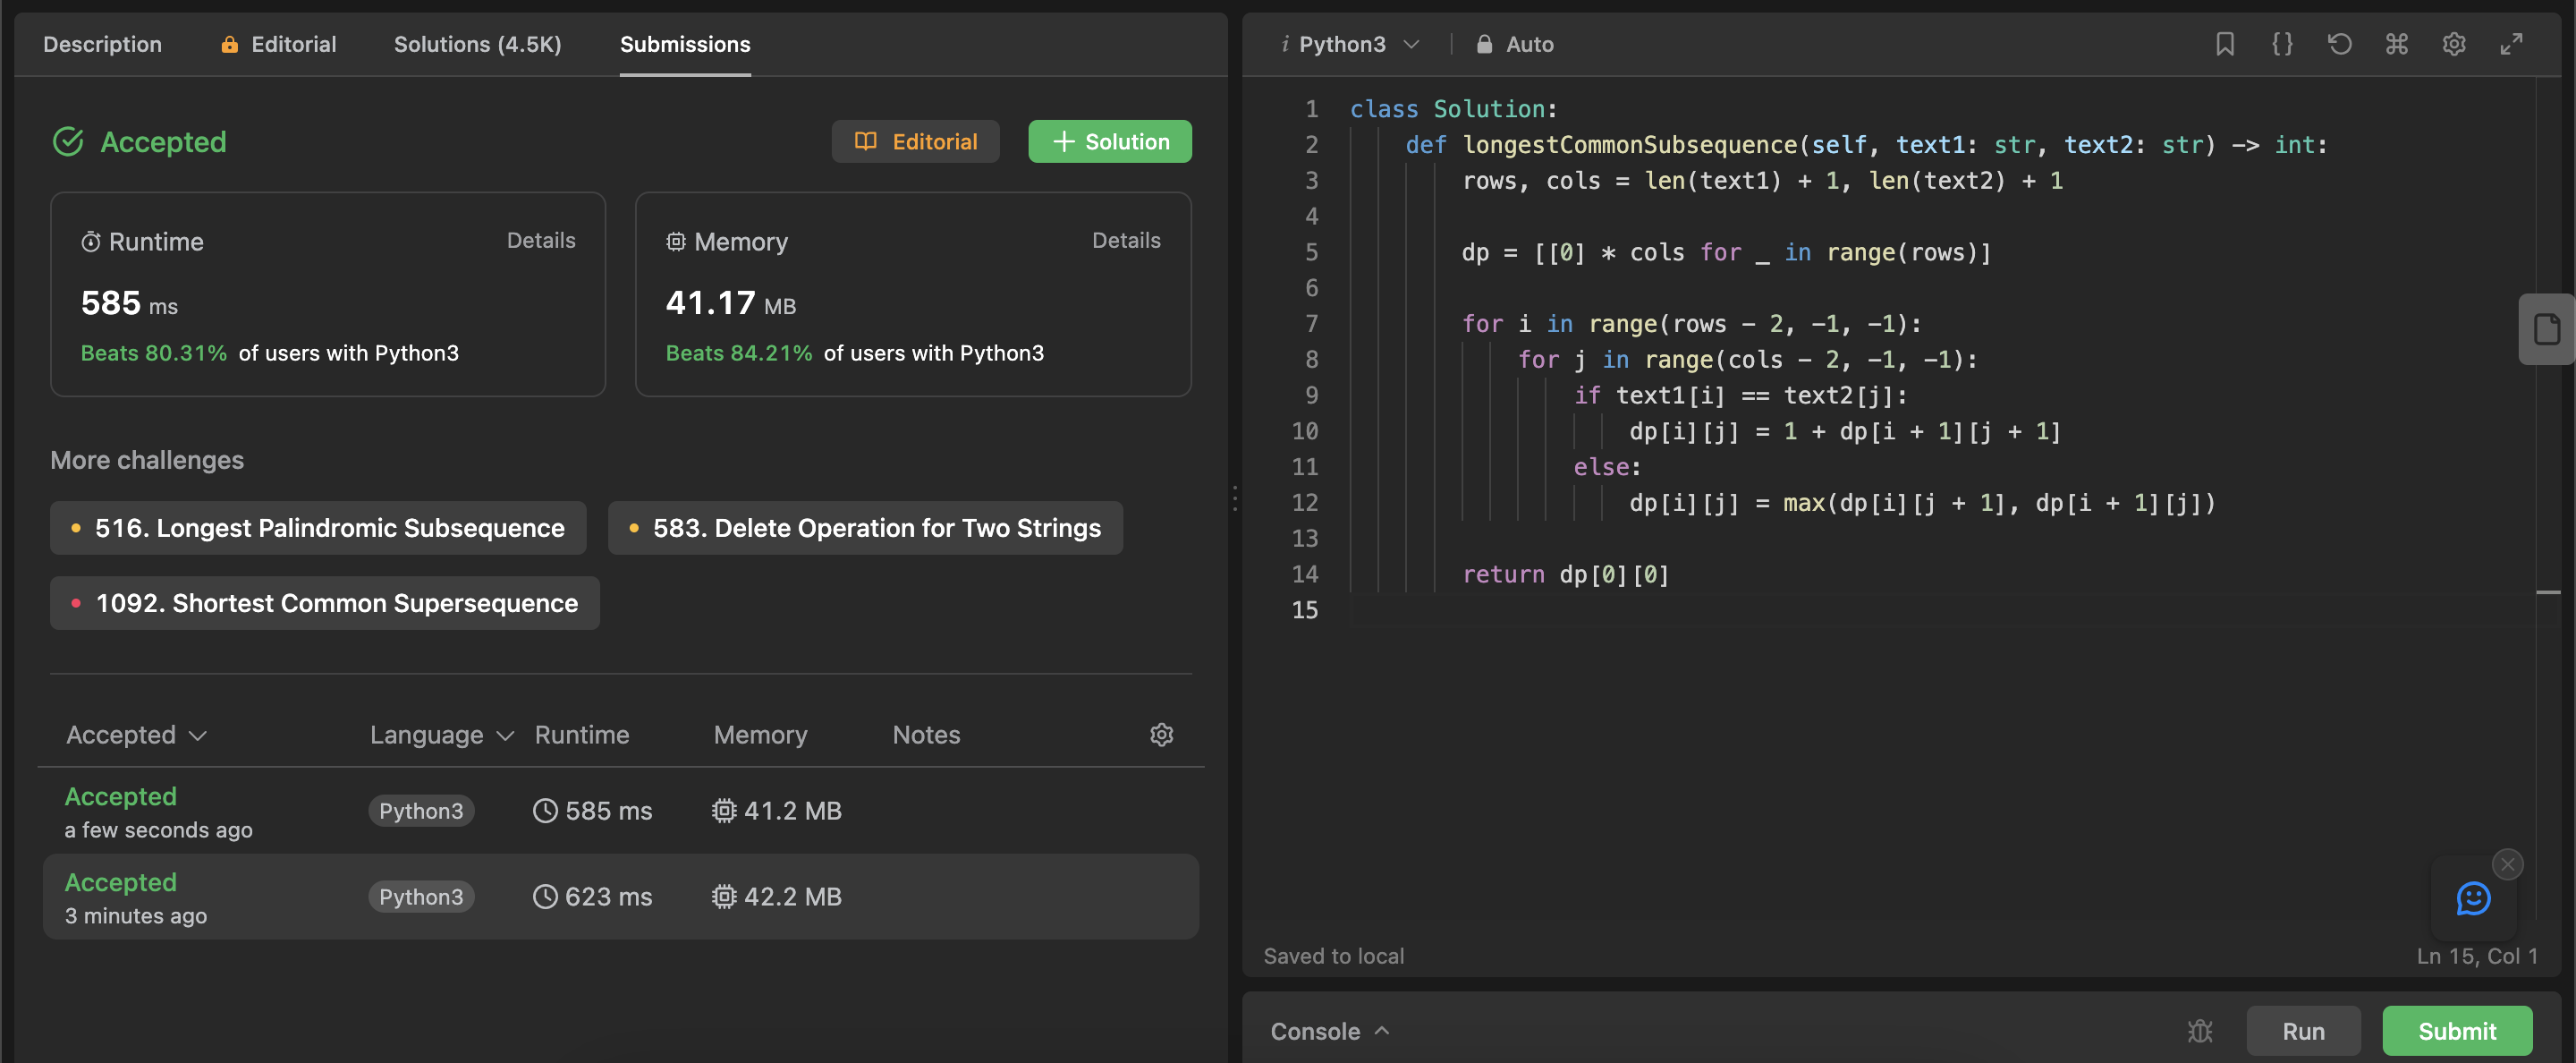 Description Editorial Solutions (4.5K) Submissions
Accepted Editorial + Solution
Runtime Details
585 ms
Beats 80.31% of users with Python3
Memory Details
41.17 MB
Beats 84.21% of users with Python3
More challenges
516. Longest Palindromic Subsequence 583. Delete Operation for Two Strings
1092. Shortest Common Supersequence
Accepted Language Runtime Memory Notes
Accepted
a few seconds ago
Python3 585 ms 41.2 MB
Accepted
3 minutes ago
Python3 623 ms 42.2 MB
i Python3 Auto {}
1 class Solution:
2     def longestCommonSubsequence(self, text1: str, text2: str) -> int:
3         rows, cols = len(text1) + 1, len(text2) + 1
4
5         dp = [[0] * cols for _ in range(rows)]
6
7         for i in range(rows - 2, -1, -1):
8             for j in range(cols - 2, -1, -1):
9                 if text1[i] == text2[j]:
10                     dp[i][j] = 1 + dp[i + 1][j + 1]
11                 else:
12                     dp[i][j] = max(dp[i][j + 1], dp[i + 1][j])
13
14         return dp[0][0]
15
Saved to local Ln 15, Col 1
Console Run Submit